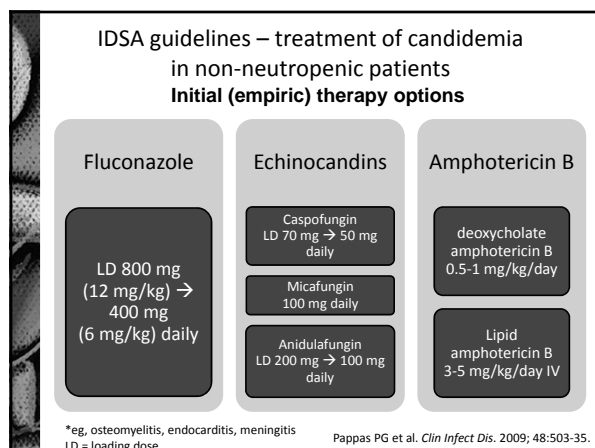 IDSA guidelines – treatment of candidemia
in non-neutropenic patients
Initial (empiric) therapy options
Fluconazole
LD 800 mg
(12 mg/kg) →
400 mg
(6 mg/kg) daily
Echinocandins
Caspofungin
LD 70 mg → 50 mg
daily
Micafungin
100 mg daily
Anidulafungin
LD 200 mg → 100 mg
daily
Amphotericin B
deoxycholate
amphotericin B
0.5-1 mg/kg/day
Lipid
amphotericin B
3-5 mg/kg/day IV
*eg, osteomyelitis, endocarditis, meningitis
LD = loading dose
Pappas PG et al. Clin Infect Dis. 2009; 48:503-35.